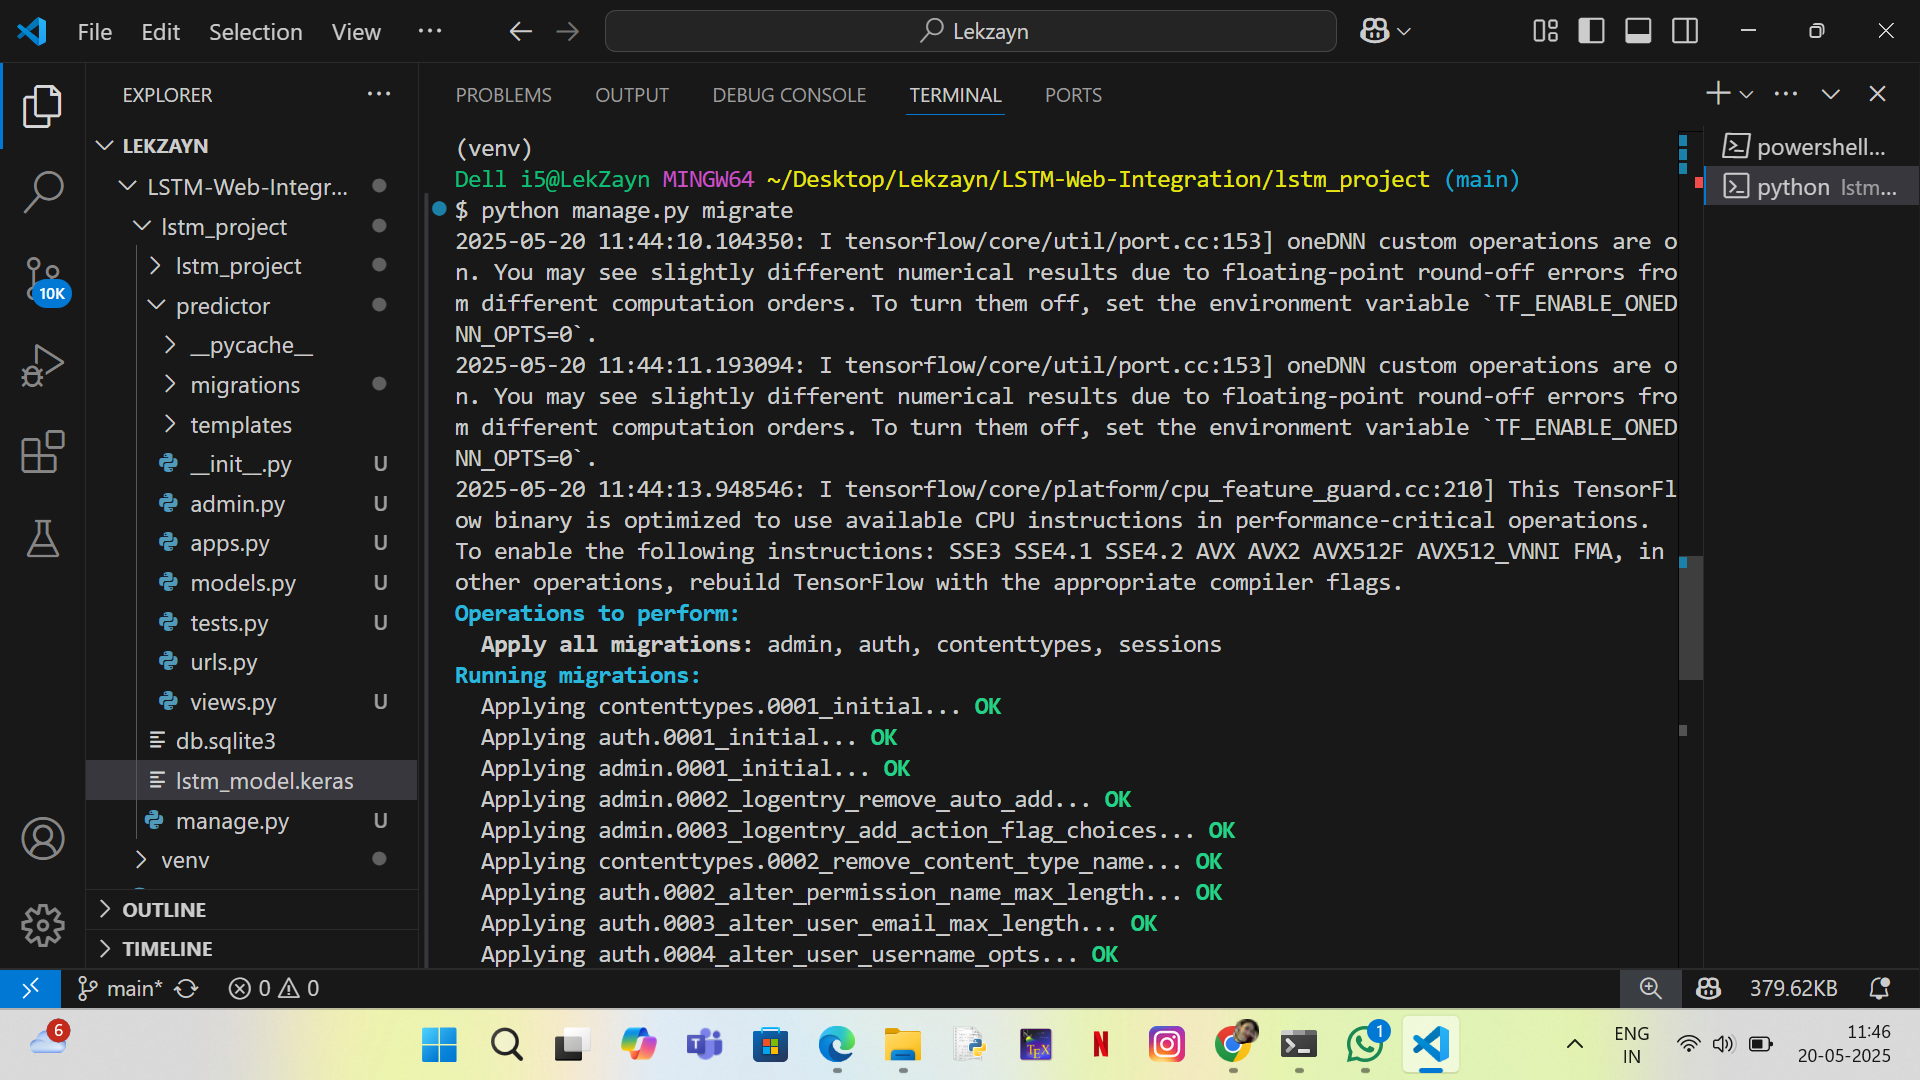 File Edit Selection View ··· Lekzayn
EXPLORER
LEKZAYN
LSTM-Web-Integr...
lstm_project
lstm_project
predictor
__pycache__
migrations
templates
__init__.py U
admin.py U
apps.py U
models.py U
tests.py U
urls.py
views.py U
db.sqlite3
lstm_model.keras
manage.py U
venv
OUTLINE
TIMELINE
10K
PROBLEMS OUTPUT DEBUG CONSOLE TERMINAL PORTS
(venv)
Dell i5@LekZayn MINGW64 ~/Desktop/Lekzayn/LSTM-Web-Integration/lstm_project (main)
$ python manage.py migrate
2025-05-20 11:44:10.104350: I tensorflow/core/util/port.cc:153] oneDNN custom operations are o
n. You may see slightly different numerical results due to floating-point round-off errors fro
m different computation orders. To turn them off, set the environment variable `TF_ENABLE_ONED
NN_OPTS=0`.
2025-05-20 11:44:11.193094: I tensorflow/core/util/port.cc:153] oneDNN custom operations are o
n. You may see slightly different numerical results due to floating-point round-off errors fro
m different computation orders. To turn them off, set the environment variable `TF_ENABLE_ONED
NN_OPTS=0`.
2025-05-20 11:44:13.948546: I tensorflow/core/platform/cpu_feature_guard.cc:210] This TensorFl
ow binary is optimized to use available CPU instructions in performance-critical operations.
To enable the following instructions: SSE3 SSE4.1 SSE4.2 AVX AVX2 AVX512F AVX512_VNNI FMA, in
other operations, rebuild TensorFlow with the appropriate compiler flags.
Operations to perform:
Apply all migrations: admin, auth, contenttypes, sessions
Running migrations:
Applying contenttypes.0001_initial... OK
Applying auth.0001_initial... OK
Applying admin.0001_initial... OK
Applying admin.0002_logentry_remove_auto_add... OK
Applying admin.0003_logentry_add_action_flag_choices... OK
Applying contenttypes.0002_remove_content_type_name... OK
Applying auth.0002_alter_permission_name_max_length... OK
Applying auth.0003_alter_user_email_max_length... OK
Applying auth.0004_alter_user_username_opts... OK
powershell...
python lstm...
main* 0 0 379.62KB
6
TEX
N
1
ENG
IN
11:46
20-05-2025